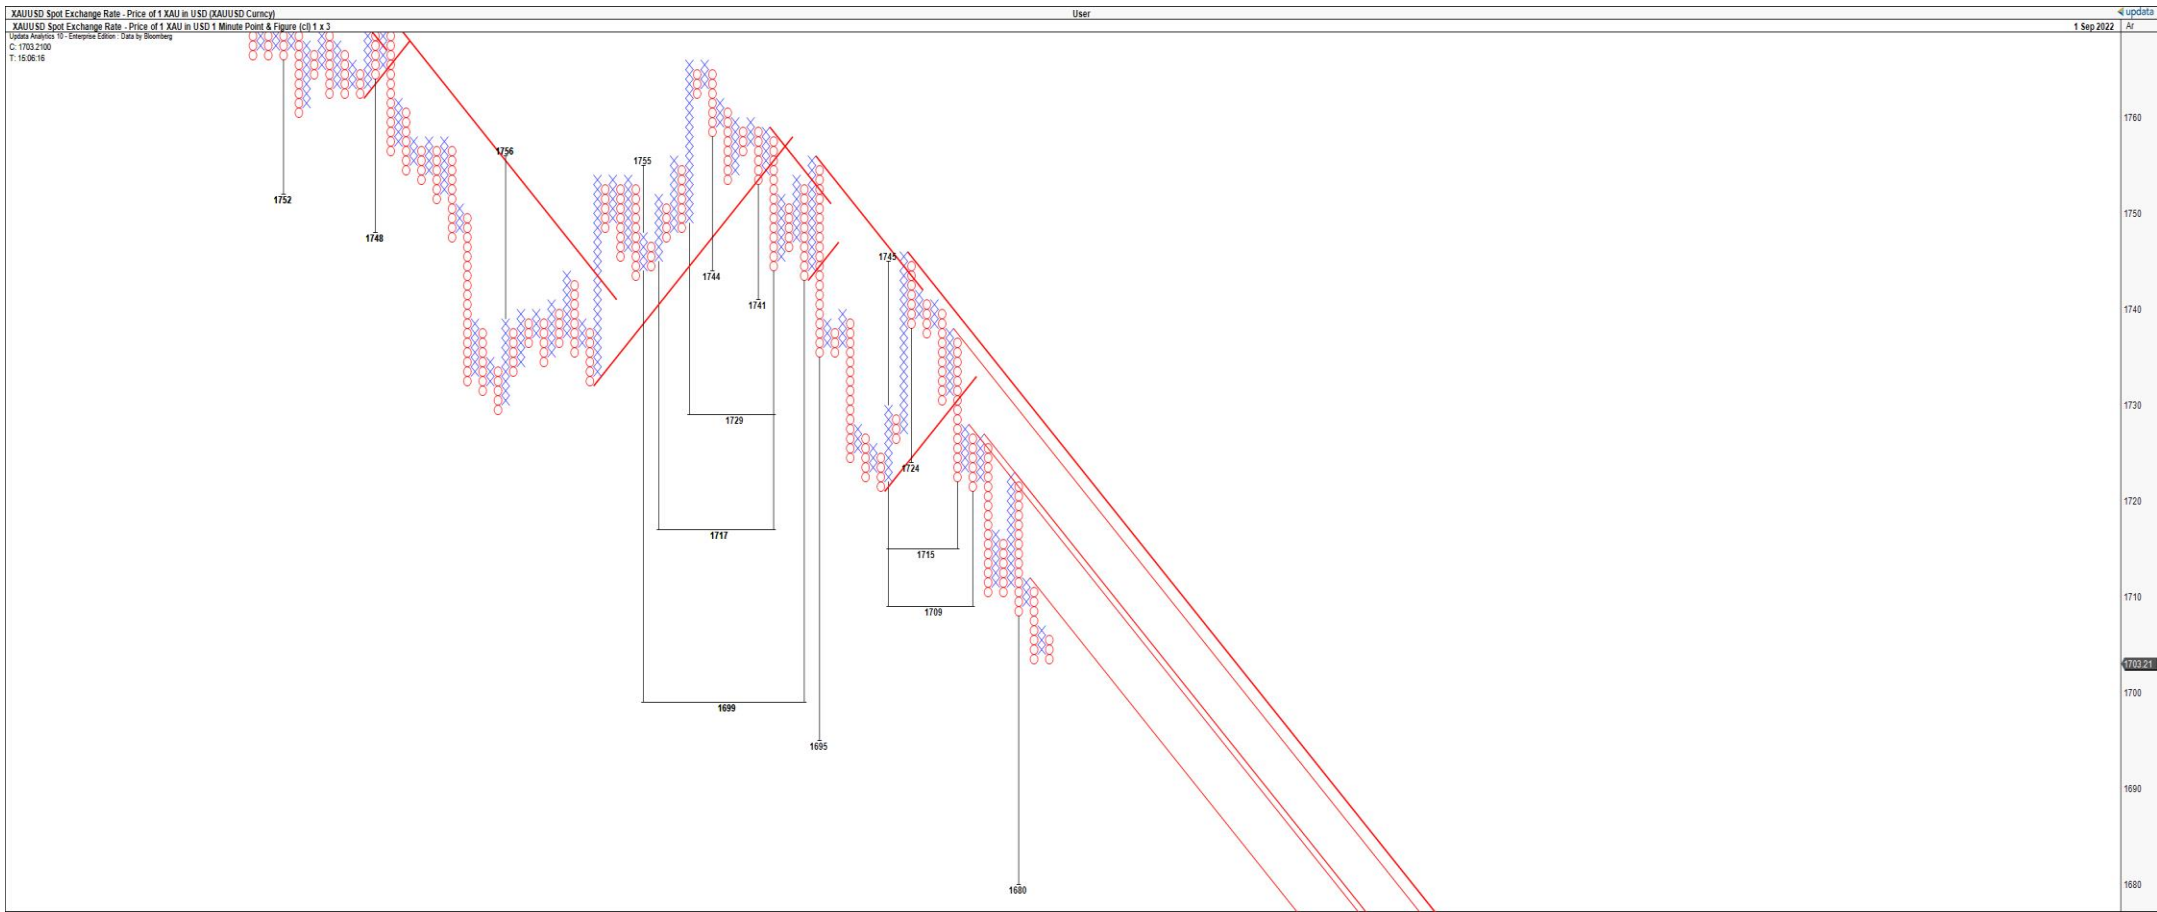 XAUUSD Spot Exchange Rate - Price of 1 XAU in USD (XAUUSD Curncy)
User
updata
XAUUSD Spot Exchange Rate - Price of 1 XAU in USD 1 Minute Point & Figure (cl) 1 x 3
1 Sep 2022
Ar
Updata Analytics 10 - Enterprise Edition : Data by Bloomberg
C: 1703.2100
T: 15:06:16
1760
1756
1755
1752
1750
1748
1745
1744
1741
1740
1730
1729
1724
1720
1717
1715
1710
1709
1703.21
1700
1699
1695
1690
1680
1680